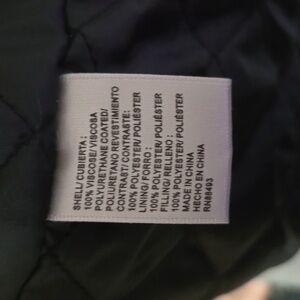 SHELL/ CUBIERTA :
100% VISCOSE/ VISCOSA
POLYURETHANE COATED/
POLIURETANO REVESTIMIENTO
CONTRAST/ CONTRASTE:
100% POLYESTER/ POLIÉSTER
LINING/ FORRO :
100% POLYESTER/ POLIÉSTER
FILLING/ RELLENO :
100% POLYESTER/ POLIÉSTER
MADE IN CHINA
HECHO EN CHINA
RN88493